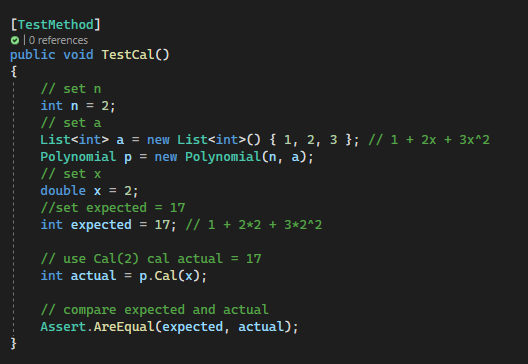 [TestMethod]
| 0 references
public void TestCal()
{
// set n
int n = 2;
// set a
List<int> a = new List<int>() { 1, 2, 3 }; // 1 + 2x + 3x^2
Polynomial p = new Polynomial(n, a);
// set x
double x = 2;
//set expected = 17
int expected = 17; // 1 + 2*2 + 3*2^2
// use Cal(2) cal actual = 17
int actual = p.Cal(x);
// compare expected and actual
Assert.AreEqual(expected, actual);
}